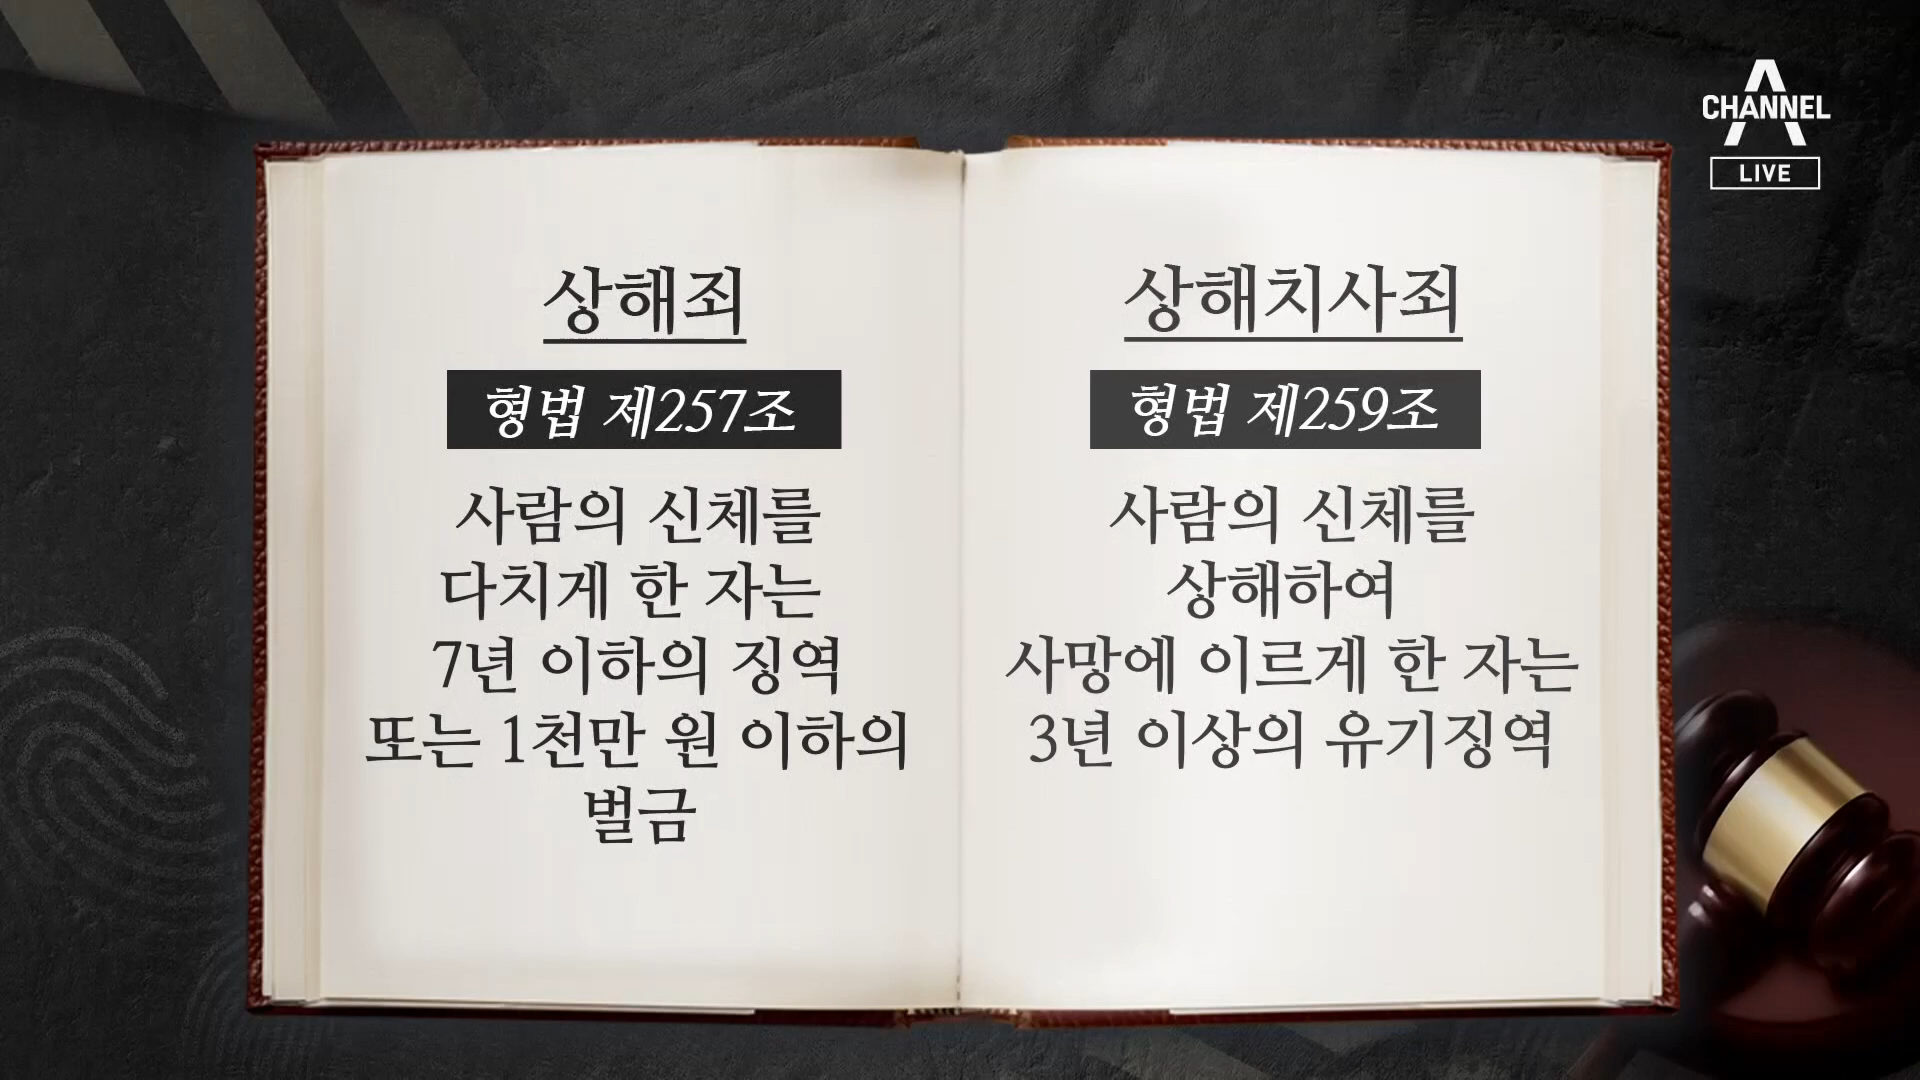 CHANNEL A
LIVE
상해죄
형법 제257조
사람의 신체를
다치게 한 자는
7년 이하의 징역
또는 1천만 원 이하의
벌금
상해치사죄
형법 제259조
사람의 신체를
상해하여
사망에 이르게 한 자는
3년 이상의 유기징역